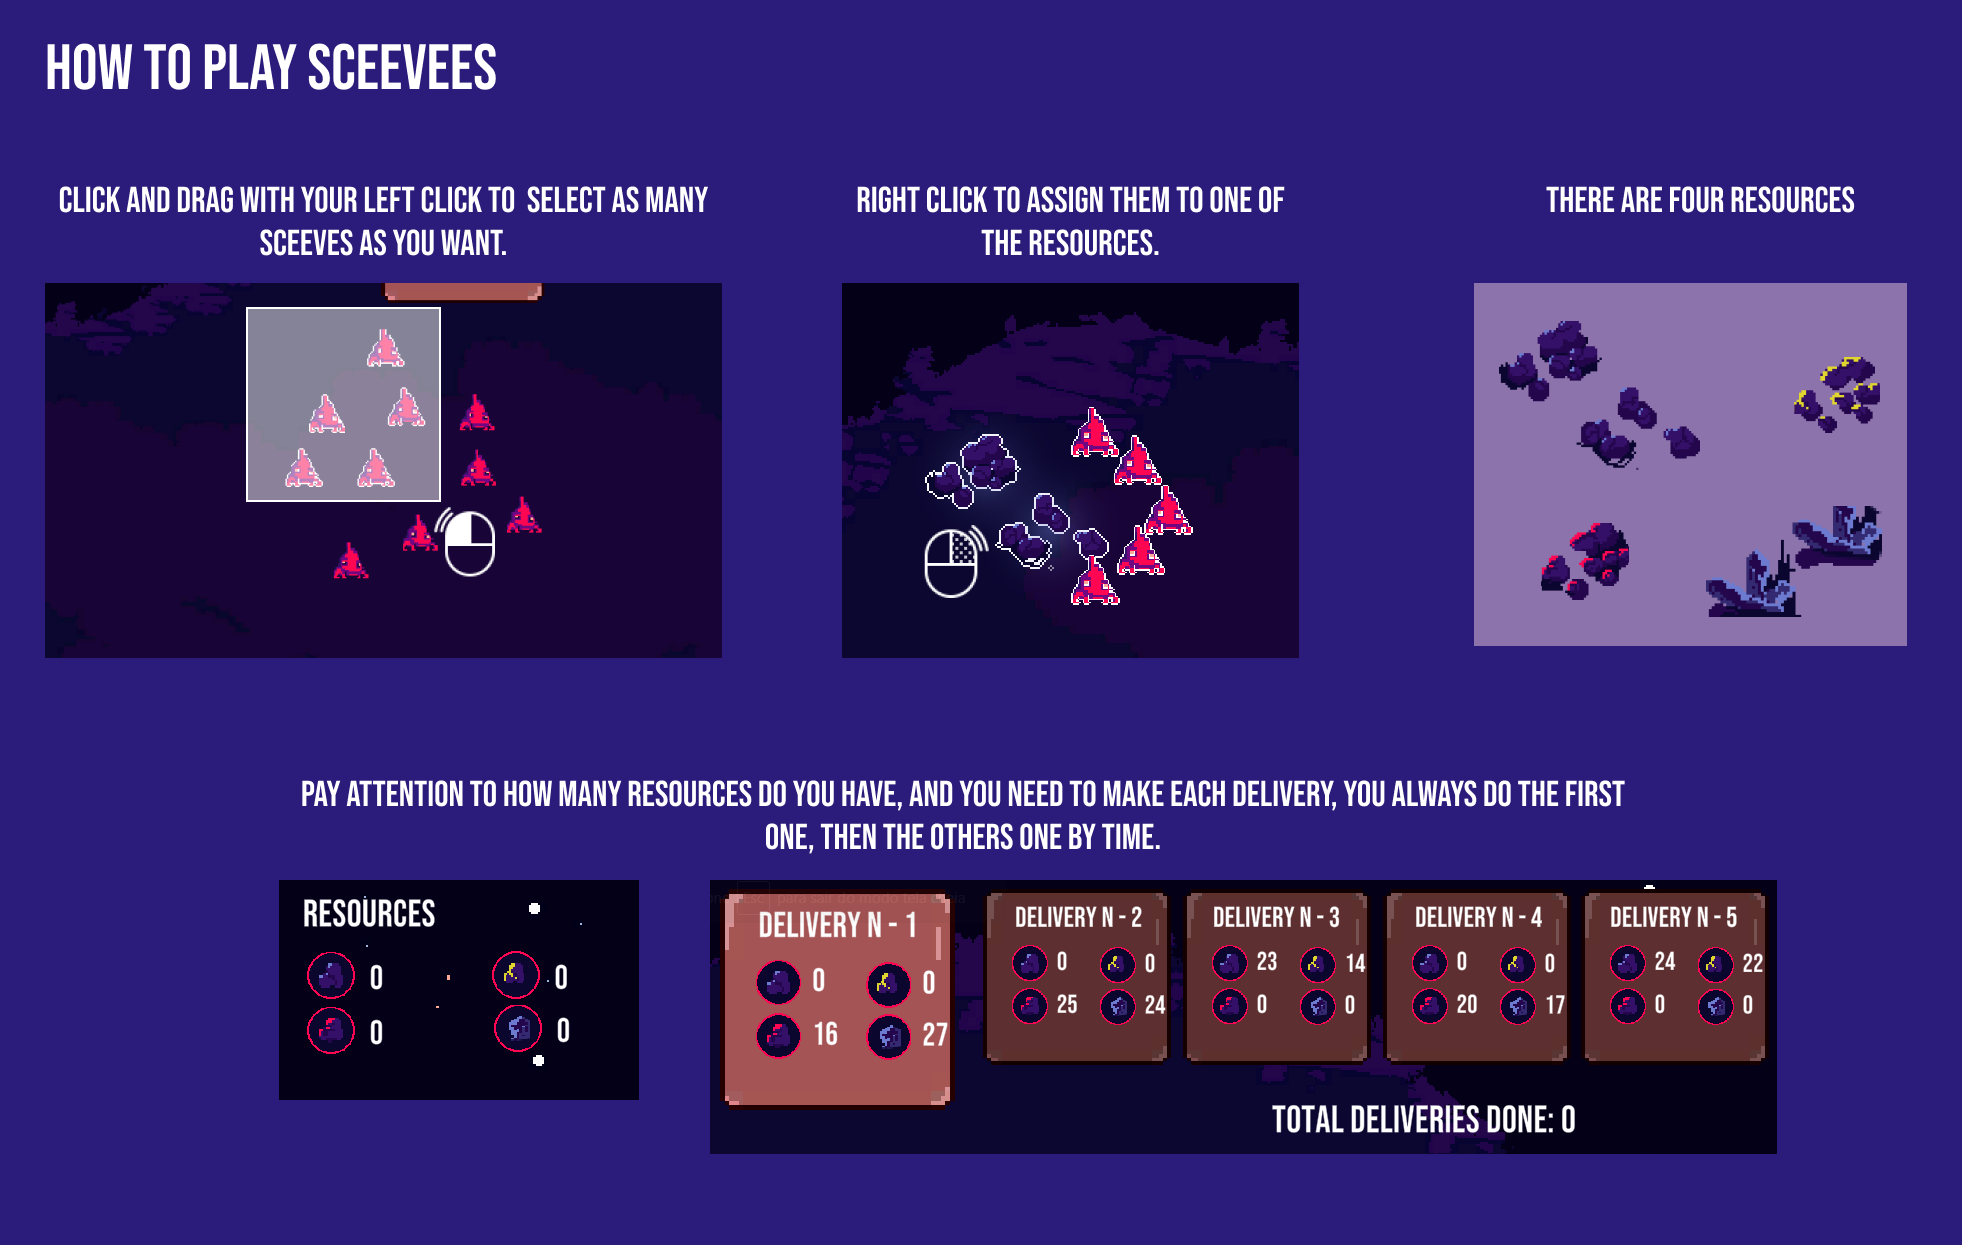 HOW TO PLAY SCEEVEES
CLICK AND DRAG WITH YOUR LEFT CLICK TO SELECT AS MANY
SCEEVES AS YOU WANT.
RIGHT CLICK TO ASSIGN THEM TO ONE OF
THE RESOURCES.
THERE ARE FOUR RESOURCES
PAY ATTENTION TO HOW MANY RESOURCES DO YOU HAVE, AND YOU NEED TO MAKE EACH DELIVERY, YOU ALWAYS DO THE FIRST
ONE, THEN THE OTHERS ONE BY TIME.
RESOURCES
0 0
0 0
para sair do modo tela
DELIVERY N - 1
0 0
16 27
DELIVERY N - 2
0 0
25 24
DELIVERY N - 3
23 14
0 0
DELIVERY N - 4
0 0
20 17
DELIVERY N - 5
24 22
0 0
TOTAL DELIVERIES DONE: 0